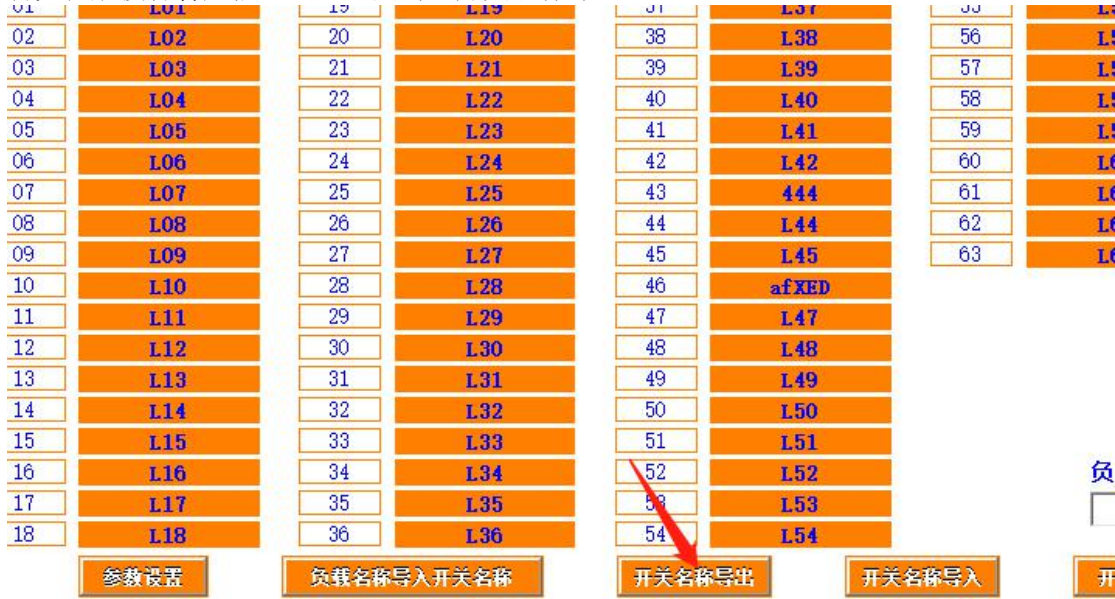 02 L02 20 L20 38 L38 56
03 L03 21 L21 39 L39 57
04 L04 22 L22 40 L40 58
05 L05 23 L23 41 L41 59
06 L06 24 L24 42 L42 60
07 L07 25 L25 43 444 61
08 L08 26 L26 44 L44 62
09 L09 27 L27 45 L45 63
10 L10 28 L28 46 afXED
11 L11 29 L29 47 L47
12 L12 30 L30 48 L48
13 L13 31 L31 49 L49
14 L14 32 L32 50 L50
15 L15 33 L33 51 L51
16 L16 34 L34 52 L52 负
17 L17 35 L35 53 L53
18 L18 36 L36 54 L54
参数设置 负载名称导入开关名称 开关名称导出 开关名称导入 开